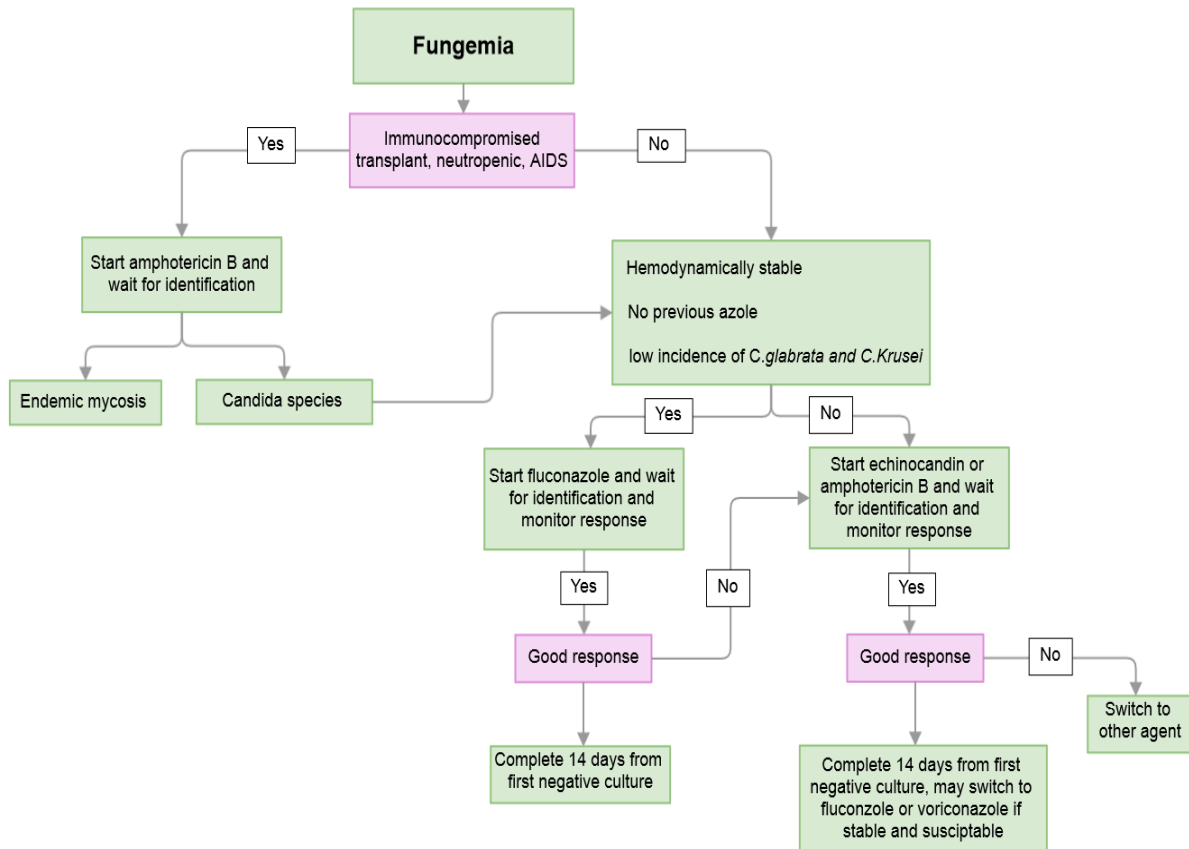 Fungemia
Yes
Immunocompromised
transplant, neutropenic, AIDS
No
Start amphotericin B and
wait for identification
Hemodynamically stable
No previous azole
low incidence of C.glabrata and C.Krusei
Endemic mycosis
Candida species
Yes
No
Start fluconazole and wait
for identification and
monitor response
Start echinocandin or
amphotericin B and wait
for identification and
monitor response
Yes
No
Yes
Good response
Good response
No
Switch to
other agent
Complete 14 days from
first negative culture
Complete 14 days from first
negative culture, may switch to
fluconzole or voriconazole if
stable and susciptable